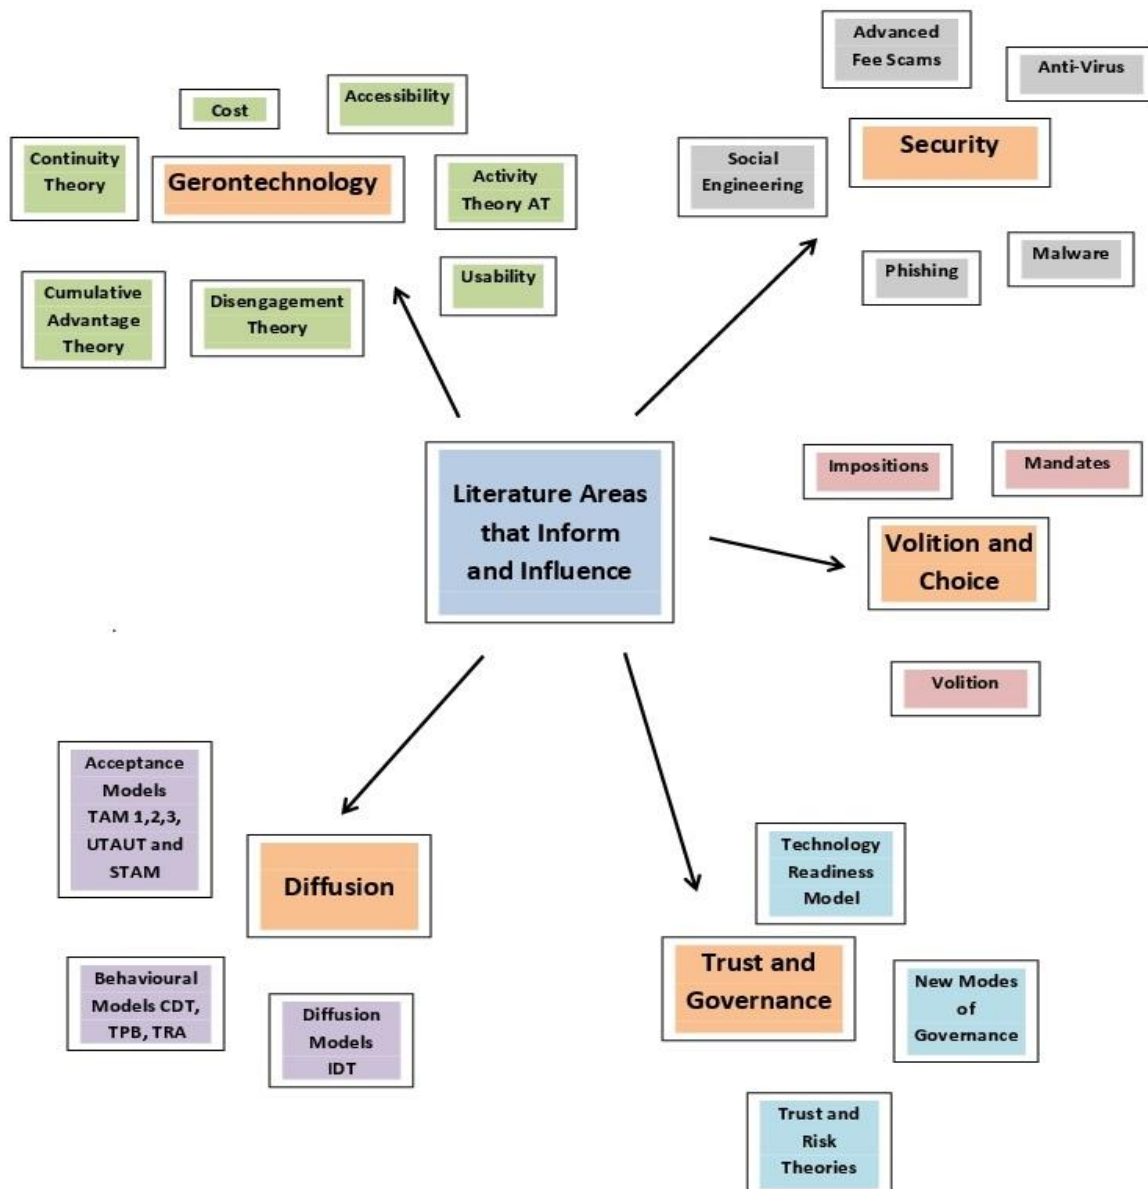 Advanced
Fee Scams
Anti-Virus
Cost
Accessibility
Security
Continuity
Theory
Gerontechnology
Activity
Theory AT
Social
Engineering
Usability
Phishing
Malware
Cumulative
Advantage
Theory
Disengagement
Theory
Literature Areas
that Inform
and Influence
Impositions
Mandates
Volition and
Choice
Volition
Acceptance
Models
TAM 1,2,3,
UTAUT and
STAM
Diffusion
Technology
Readiness
Model
Trust and
Governance
Behavioural
Models CDT,
TPB, TRA
Diffusion
Models
IDT
New Modes
of
Governance
Trust and
Risk
Theories